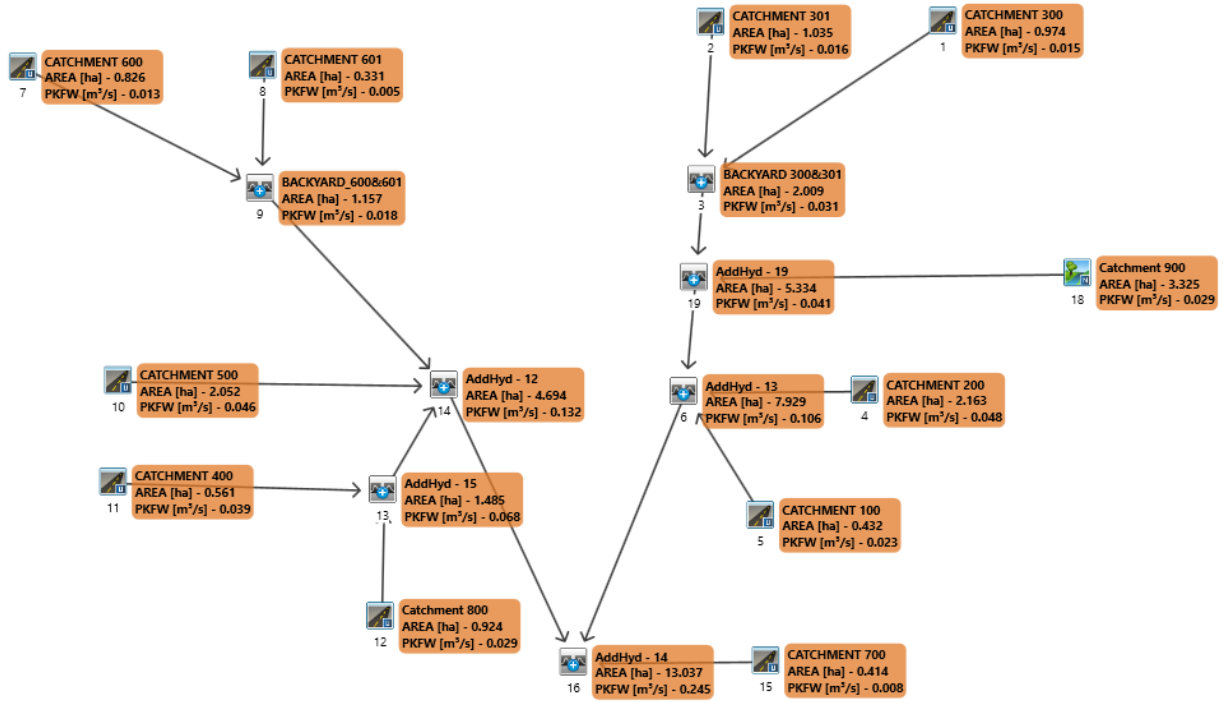 CATCHMENT 301
AREA [ha] - 1.035
PKFW [m³/s] - 0.016
2
CATCHMENT 300
AREA [ha] - 0.974
PKFW [m³/s] - 0.015
1
CATCHMENT 600
AREA [ha] - 0.826
PKFW [m³/s] - 0.013
7
CATCHMENT 601
AREA [ha] - 0.331
PKFW [m³/s] - 0.005
8
BACKYARD_600&601
AREA [ha] - 1.157
PKFW [m³/s] - 0.018
9
BACKYARD 300&301
AREA [ha] - 2.009
PKFW [m³/s] - 0.031
3
AddHyd - 19
AREA [ha] - 5.334
PKFW [m³/s] - 0.041
19
Catchment 900
AREA [ha] - 3.325
PKFW [m³/s] - 0.029
18
CATCHMENT 500
AREA [ha] - 2.052
PKFW [m³/s] - 0.046
10
AddHyd - 12
AREA [ha] - 4.694
PKFW [m³/s] - 0.132
14
AddHyd - 13
AREA [ha] - 7.929
PKFW [m³/s] - 0.106
6
CATCHMENT 200
AREA [ha] - 2.163
PKFW [m³/s] - 0.048
4
CATCHMENT 400
AREA [ha] - 0.561
PKFW [m³/s] - 0.039
11
AddHyd - 15
AREA [ha] - 1.485
PKFW [m³/s] - 0.068
13
CATCHMENT 100
AREA [ha] - 0.432
PKFW [m³/s] - 0.023
5
Catchment 800
AREA [ha] - 0.924
PKFW [m³/s] - 0.029
12
AddHyd - 14
AREA [ha] - 13.037
PKFW [m³/s] - 0.245
16
CATCHMENT 700
AREA [ha] - 0.414
PKFW [m³/s] - 0.008
15